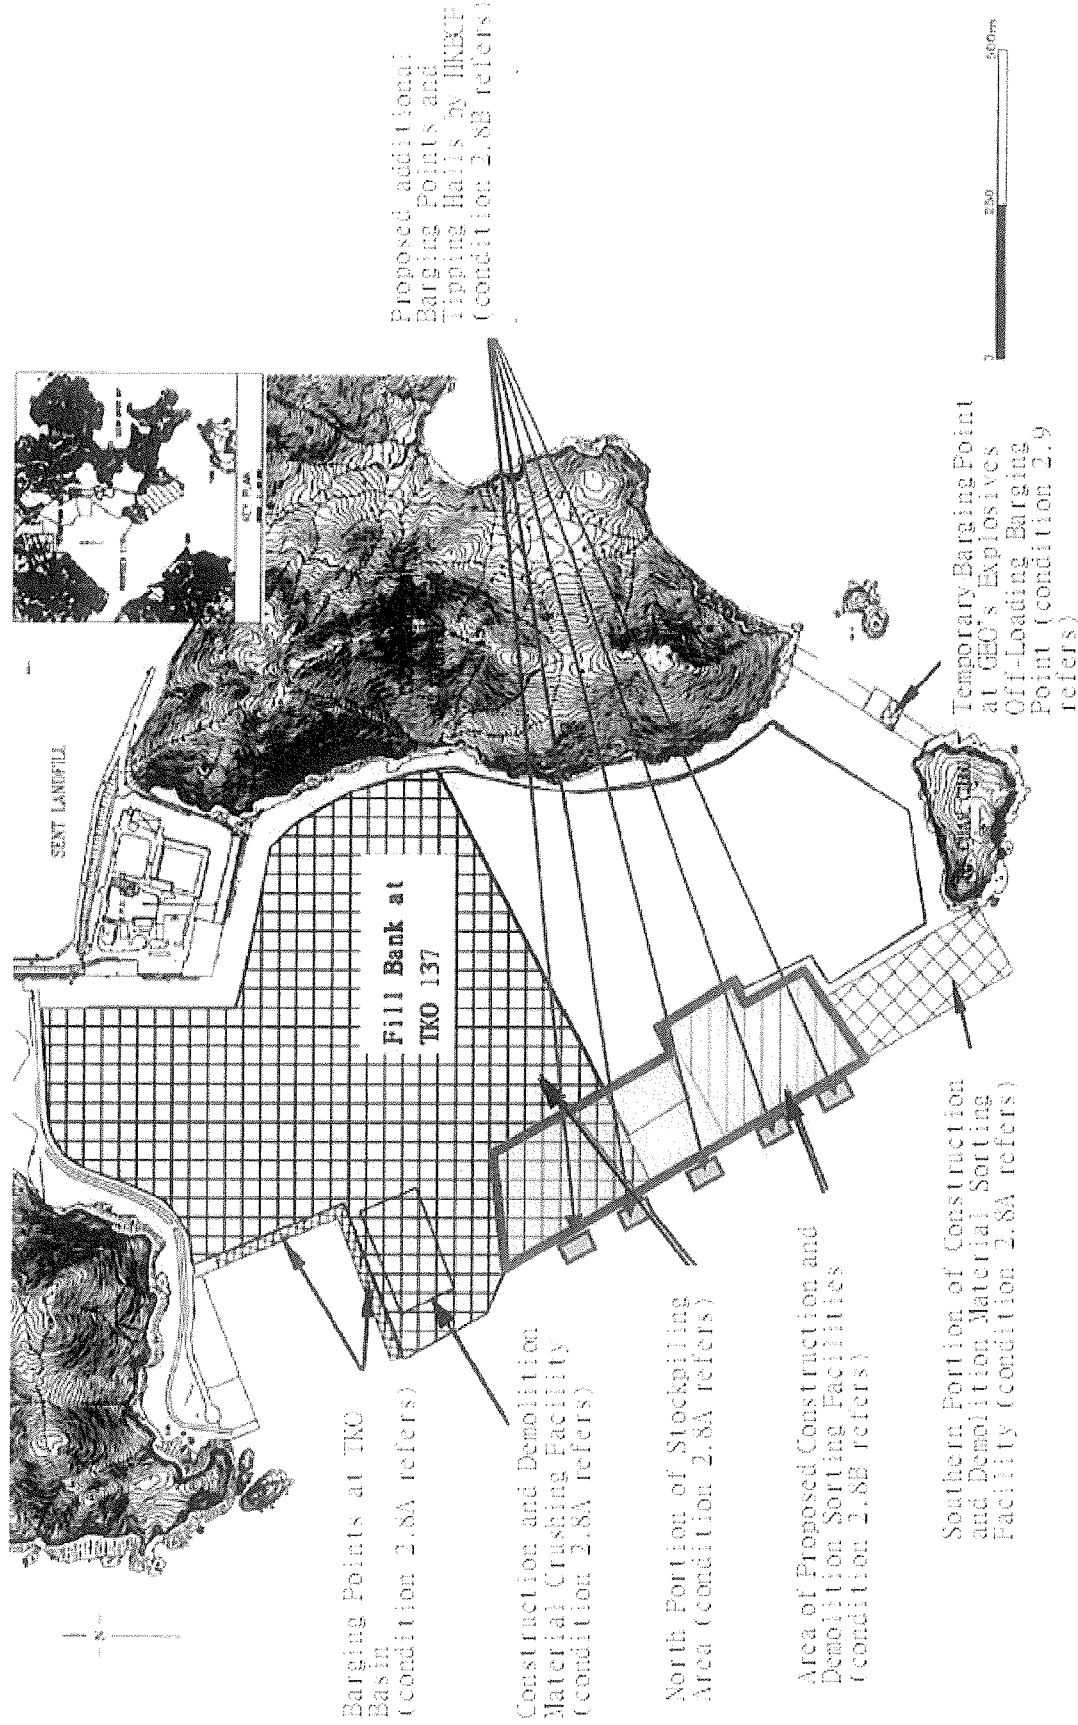 SENT LANDFILL
KEY PLAN
Proposed additional
Barging Points and
Tipping Halls by HKBCF
(condition 2.8B refers)
Fill Bank at
TKO 137
Barging Points at TKO
Basin
(condition 2.8A refers)
Construction and Demolition
Material Crushing Facility
(condition 2.8A refers)
North Portion of Stockpiling
Area (condition 2.8A refers)
Area of Proposed Construction and
Demolition Sorting Facilities
(condition 2.8B refers)
Southern Portion of Construction
and Demolition Material Sorting
Facility (condition 2.8A refers)
Temporary Barging Point
at GEO's Explosives
Off-Loading Barging
Point (condition 2.9
refers)
0 250 500m
N